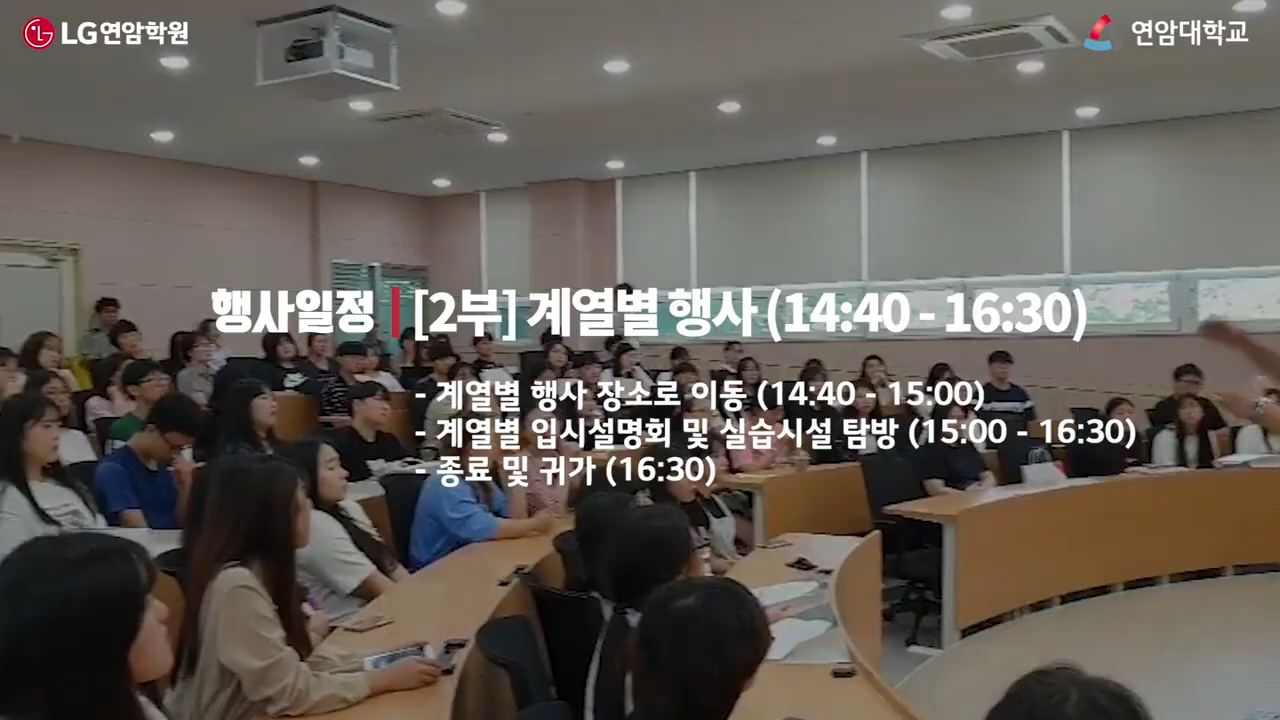 LG연암학원
연암대학교
행사일정 [2부] 계열별 행사 (14:40 - 16:30)
- 계열별 행사 장소로 이동 (14:40 - 15:00)
- 계열별 입시설명회 및 실습시설 탐방 (15:00 - 16:30)
- 종료 및 귀가 (16:30)